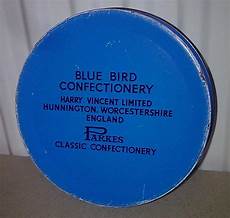 BLUE BIRD
CONFECTIONERY
HARRY VINCENT LIMITED
HUNNINGTON, WORCESTERSHIRE
ENGLAND
PARKES
CLASSIC CONFECTIONERY